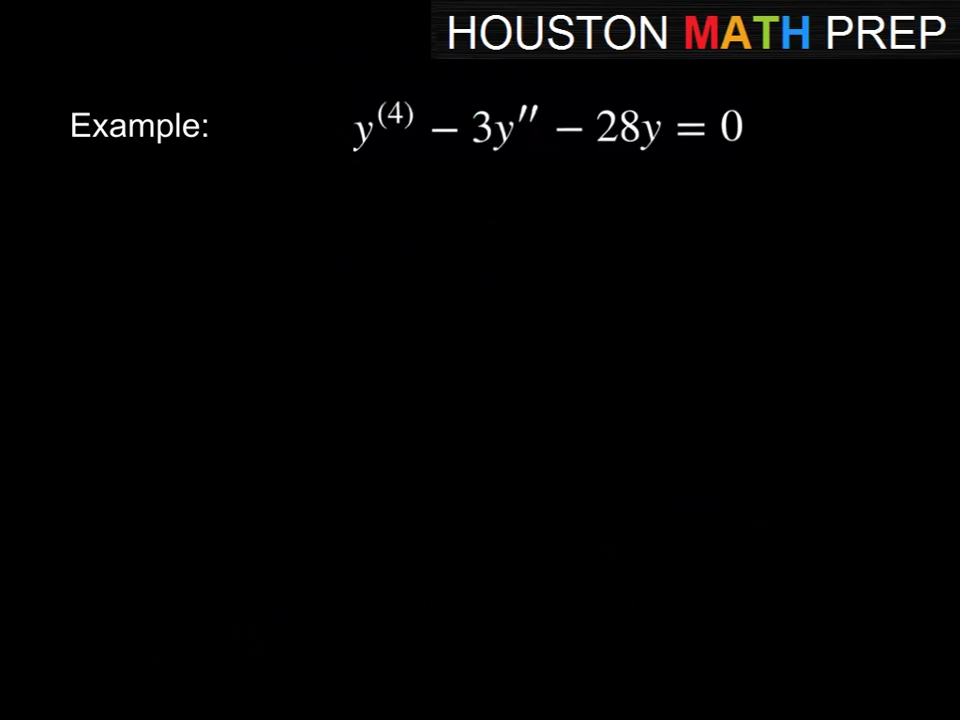 HOUSTON MATH PREP
Example: y⁽⁴⁾ − 3y″ − 28y = 0